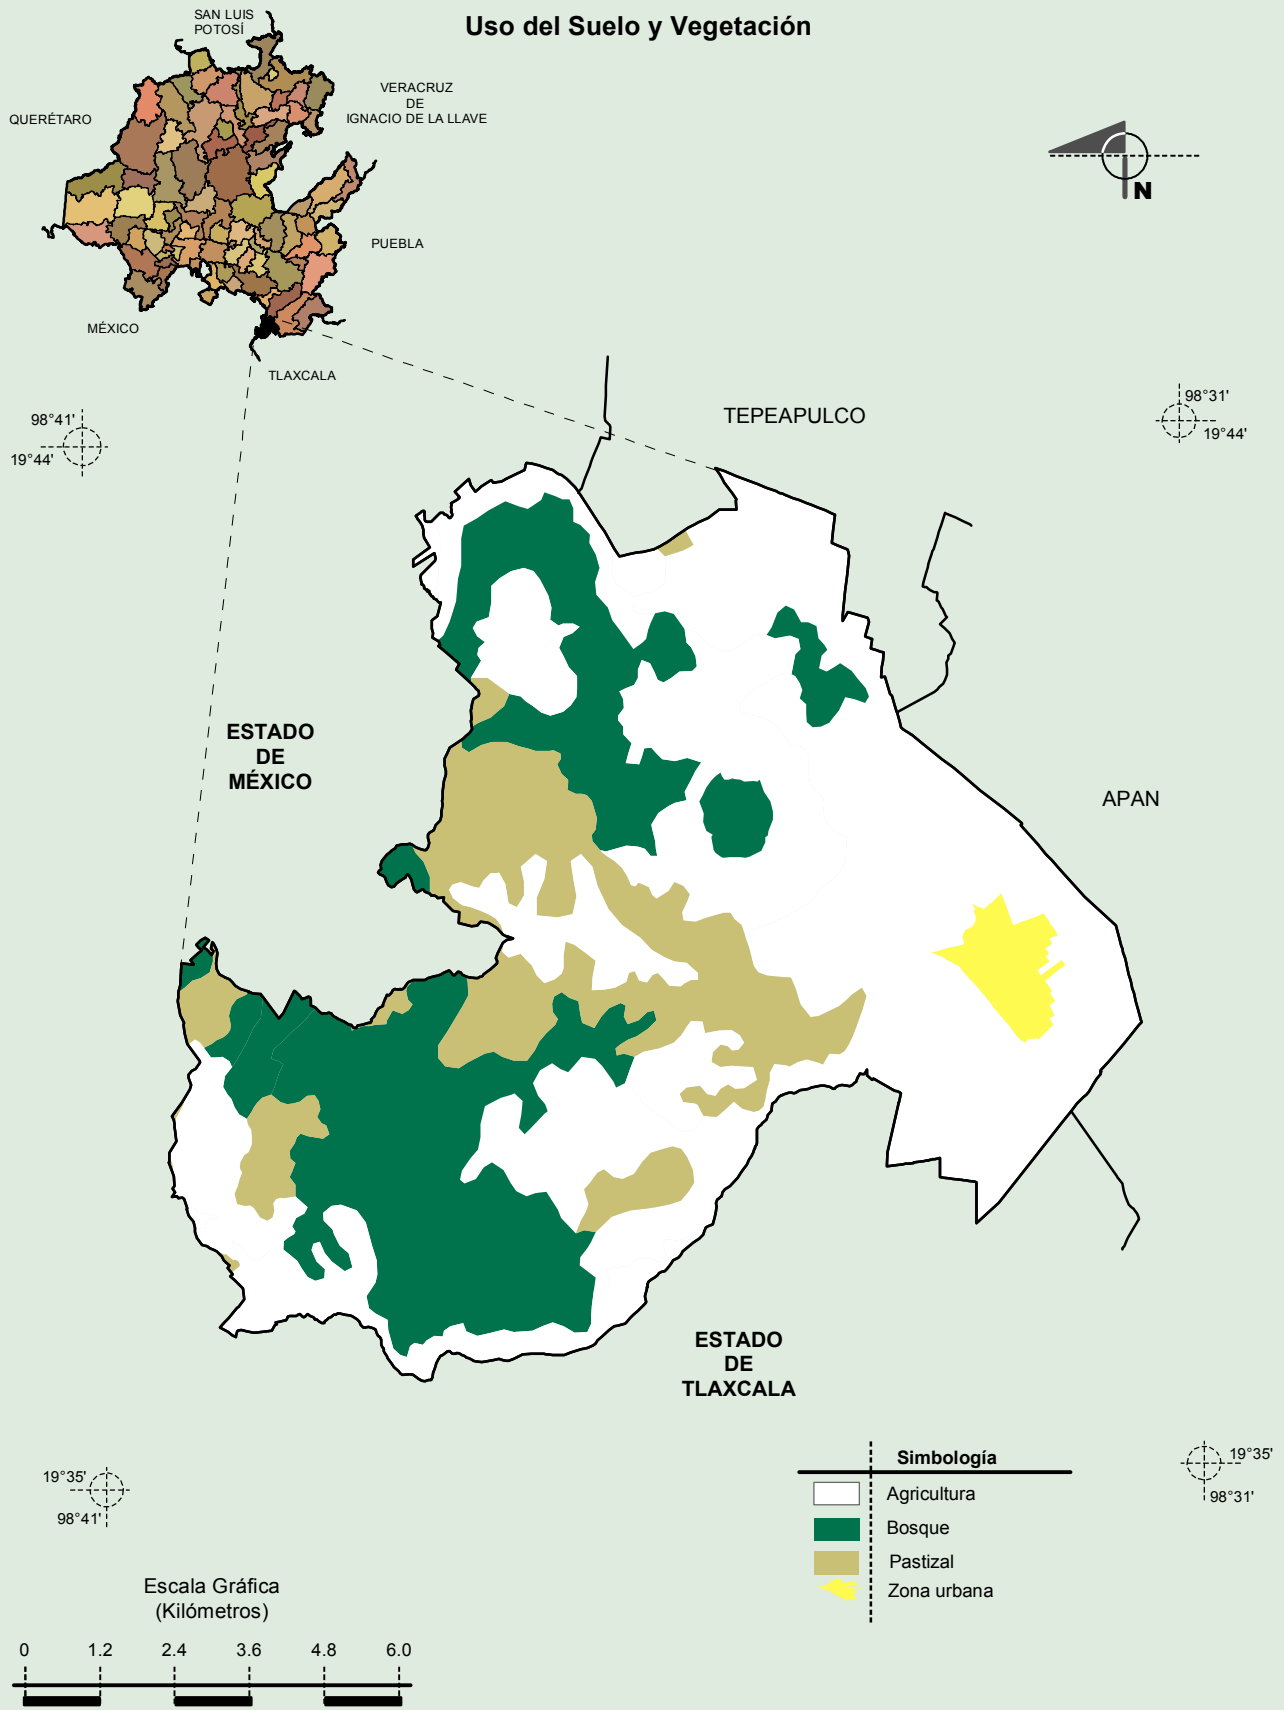 Uso del Suelo y Vegetación
SAN LUIS
POTOSÍ
VERACRUZ
DE
IGNACIO DE LA LLAVE
QUERÉTARO
PUEBLA
MÉXICO
TLAXCALA
N
98°41'
19°44'
98°31'
19°44'
TEPEAPULCO
ESTADO
DE
MÉXICO
APAN
ESTADO
DE
TLAXCALA
19°35'
98°41'
19°35'
98°31'
Simbología
Agricultura
Bosque
Pastizal
Zona urbana
Escala Gráfica
(Kilómetros)
0 1.2 2.4 3.6 4.8 6.0